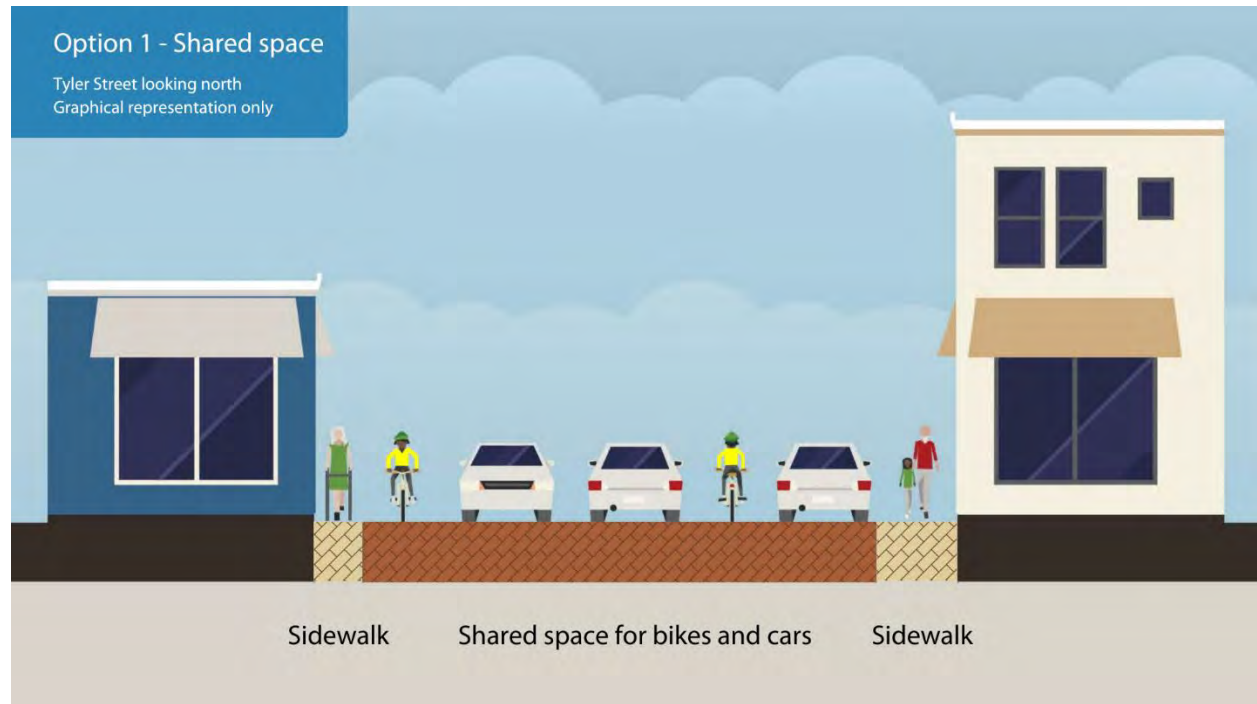 Option 1 - Shared space
Tyler Street looking north
Graphical representation only
Sidewalk
Shared space for bikes and cars
Sidewalk